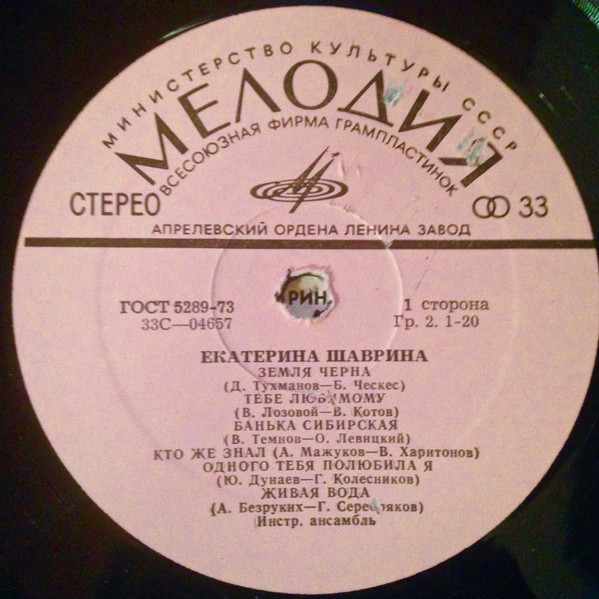 МИНИСТЕРСТВО КУЛЬТУРЫ СССР
МЕЛОДИЯ
ВСЕСОЮЗНАЯ ФИРМА ГРАМПЛАСТИНОК
СТЕРЕО
33
АПРЕЛЕВСКИЙ ОРДЕНА ЛЕНИНА ЗАВОД
РИН
ГОСТ 5289-73
33С—04657
1 сторона
Гр. 2. 1-20
ЕКАТЕРИНА ШАВРИНА
ЗЕМЛЯ ЧЕРНА
(Д. Тухманов—Б. Ческес)
ТЕБЕ ЛЮБИМОМУ
(В. Лозовой—В. Котов)
БАНЬКА СИБИРСКАЯ
(В. Темнов—О. Левицкий)
КТО ЖЕ ЗНАЛ (А. Мажуков—В. Харитонов)
ОДНОГО ТЕБЯ ПОЛЮБИЛА Я
(Ю. Дунаев—Г. Колесников)
ЖИВАЯ ВОДА
(А. Безруких—Г. Серебряков)
Инстр. ансамбль